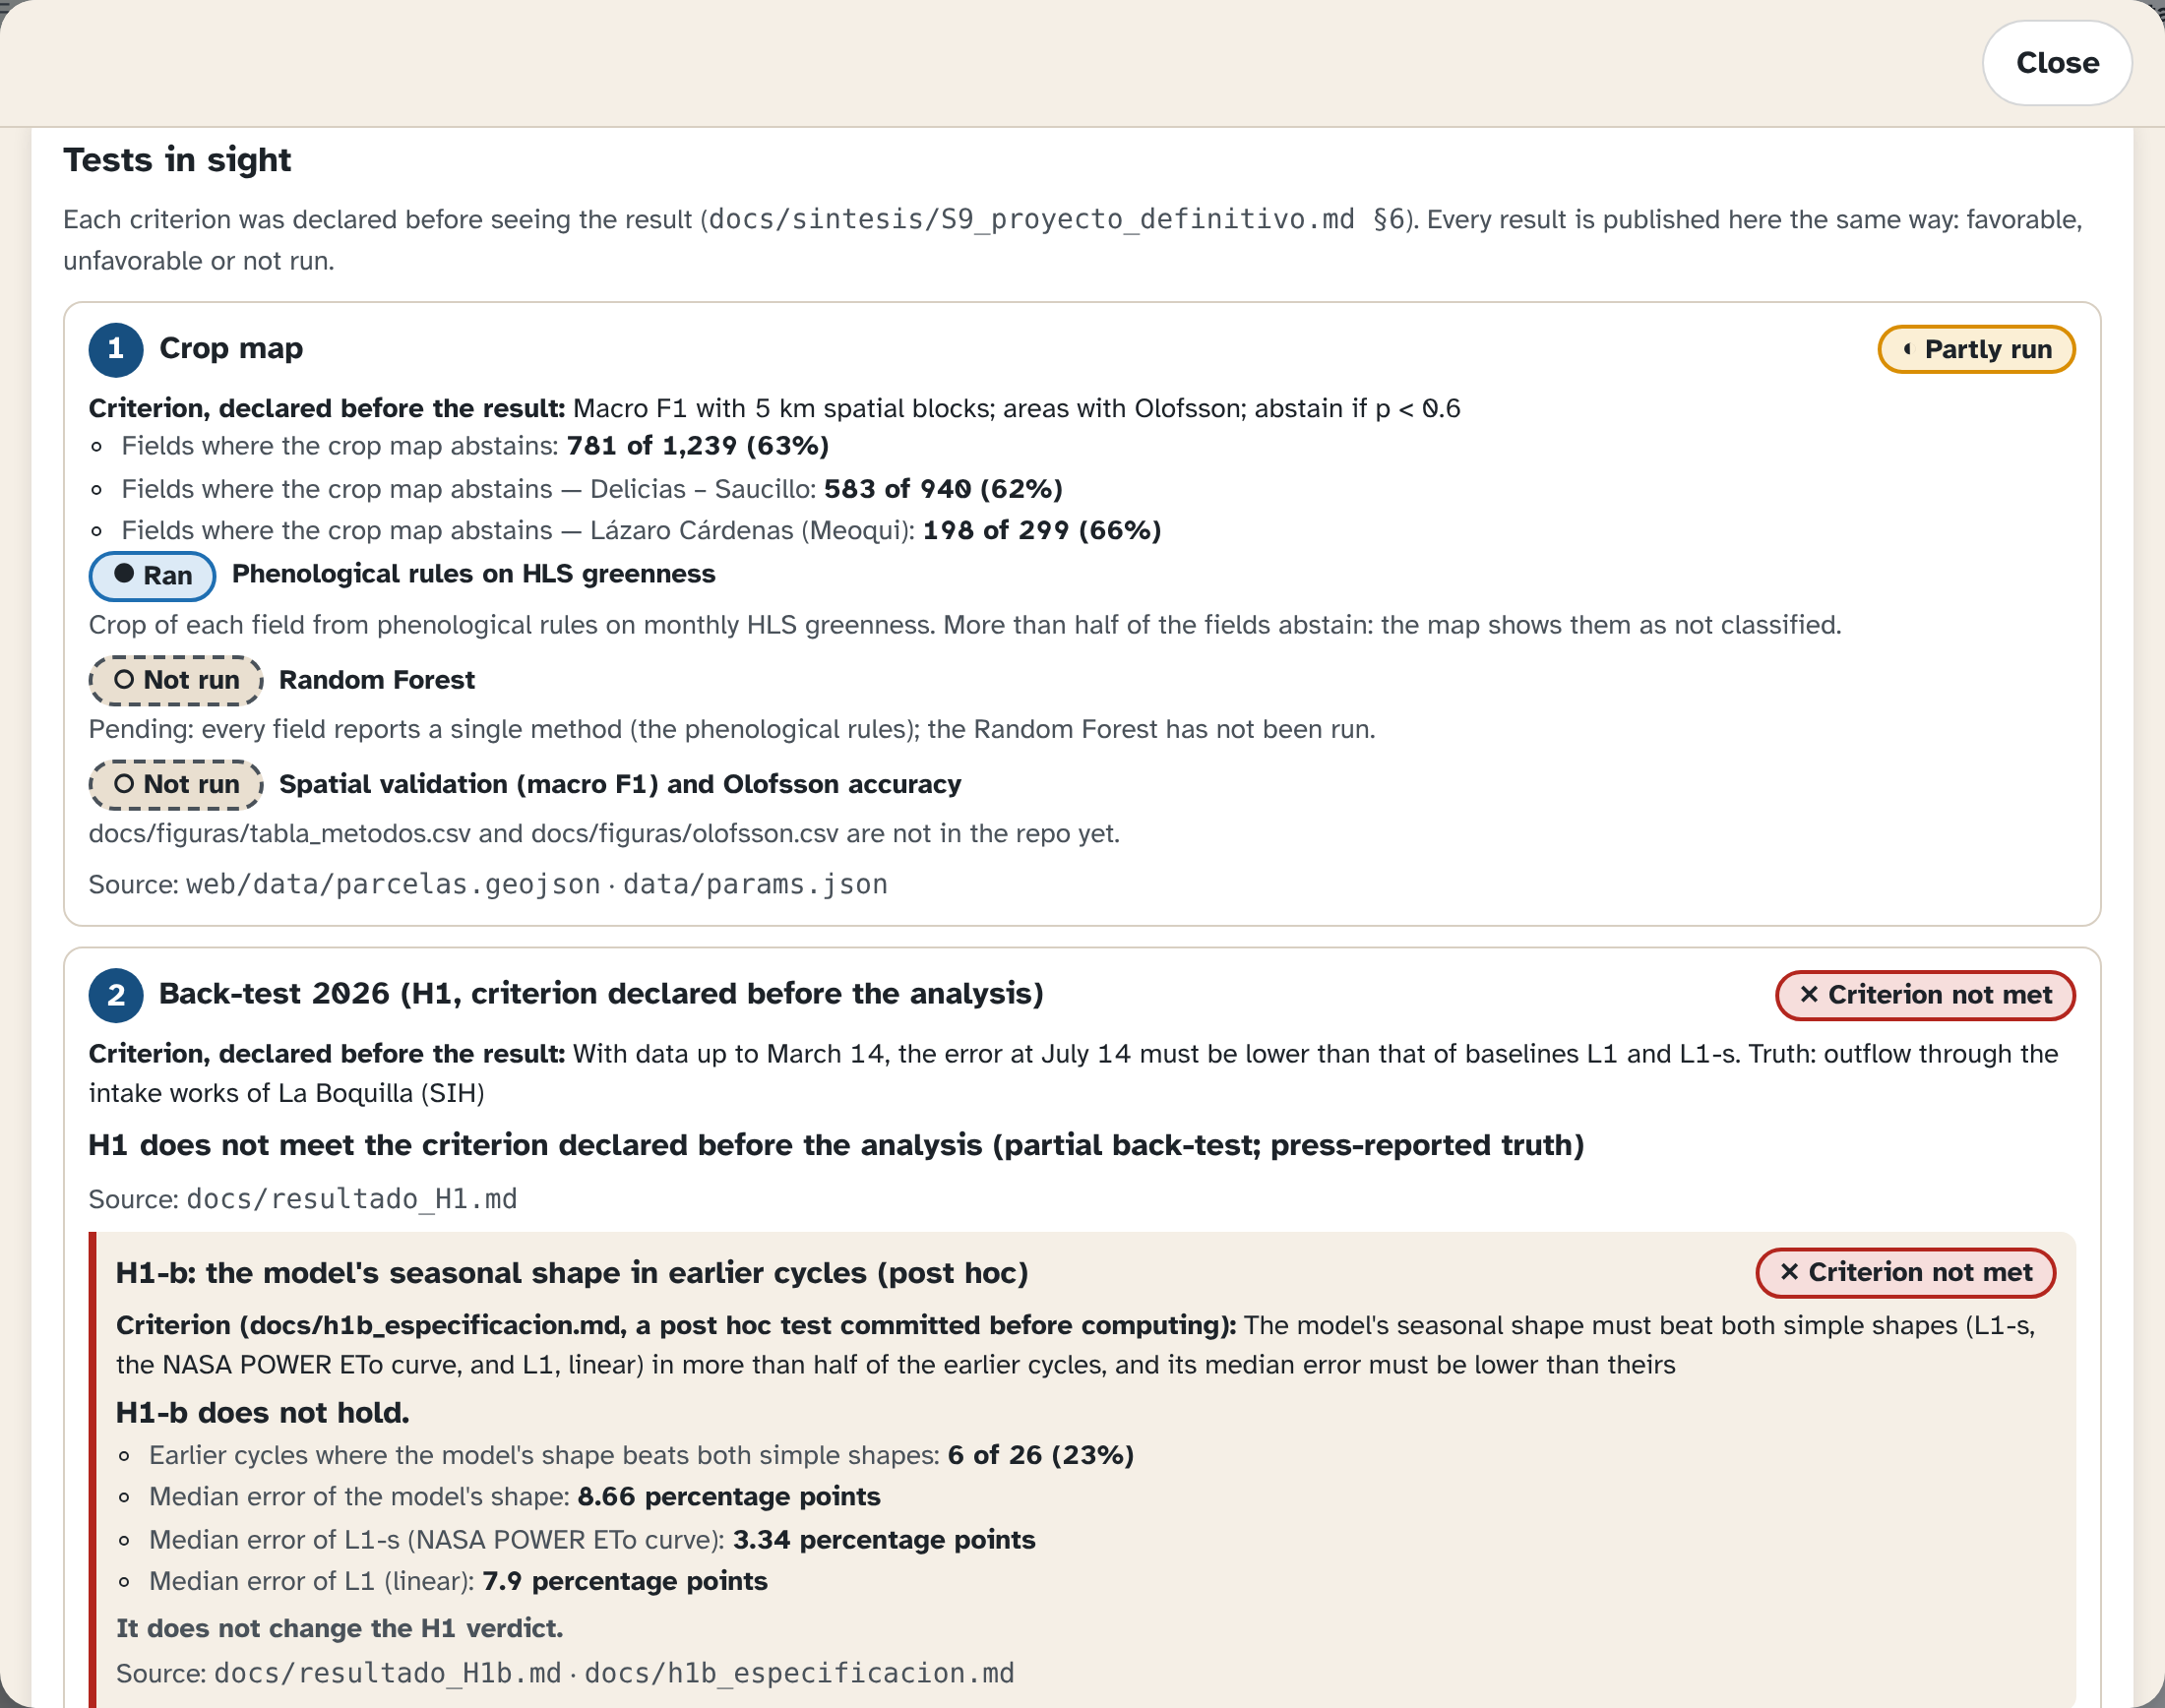 Close
Tests in sight
Each criterion was declared before seeing the result (docs/sintesis/S9_proyecto_definitivo.md §6). Every result is published here the same way: favorable,
unfavorable or not run.
1 Crop map
Partly run
Criterion, declared before the result: Macro F1 with 5 km spatial blocks; areas with Olofsson; abstain if p < 0.6
Fields where the crop map abstains: 781 of 1,239 (63%)
Fields where the crop map abstains — Delicias – Saucillo: 583 of 940 (62%)
Fields where the crop map abstains — Lázaro Cárdenas (Meoqui): 198 of 299 (66%)
Ran Phenological rules on HLS greenness
Crop of each field from phenological rules on monthly HLS greenness. More than half of the fields abstain: the map shows them as not classified.
Not run Random Forest
Pending: every field reports a single method (the phenological rules); the Random Forest has not been run.
Not run Spatial validation (macro F1) and Olofsson accuracy
docs/figuras/tabla_metodos.csv and docs/figuras/olofsson.csv are not in the repo yet.
Source: web/data/parcelas.geojson · data/params.json
2 Back-test 2026 (H1, criterion declared before the analysis)
✕ Criterion not met
Criterion, declared before the result: With data up to March 14, the error at July 14 must be lower than that of baselines L1 and L1-s. Truth: outflow through the
intake works of La Boquilla (SIH)
H1 does not meet the criterion declared before the analysis (partial back-test; press-reported truth)
Source: docs/resultado_H1.md
H1-b: the model's seasonal shape in earlier cycles (post hoc)
✕ Criterion not met
Criterion (docs/h1b_especificacion.md, a post hoc test committed before computing): The model's seasonal shape must beat both simple shapes (L1-s,
the NASA POWER ETo curve, and L1, linear) in more than half of the earlier cycles, and its median error must be lower than theirs
H1-b does not hold.
Earlier cycles where the model's shape beats both simple shapes: 6 of 26 (23%)
Median error of the model's shape: 8.66 percentage points
Median error of L1-s (NASA POWER ETo curve): 3.34 percentage points
Median error of L1 (linear): 7.9 percentage points
It does not change the H1 verdict.
Source: docs/resultado_H1b.md · docs/h1b_especificacion.md